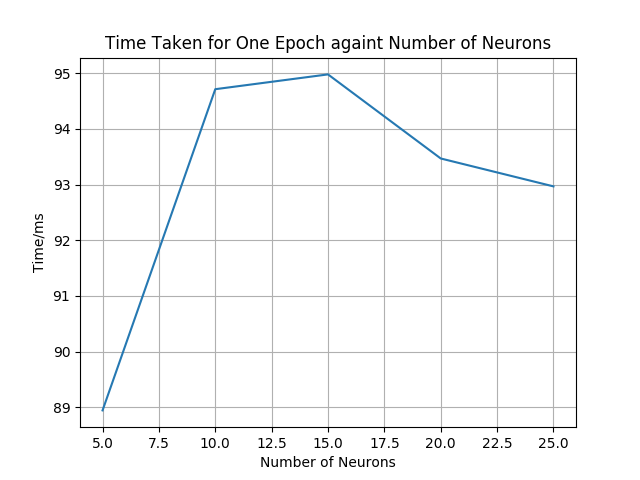 Time Taken for One Epoch againt Number of Neurons
95
94
93
92
91
90
89
Time/ms
5.0 7.5 10.0 12.5 15.0 17.5 20.0 22.5 25.0
Number of Neurons